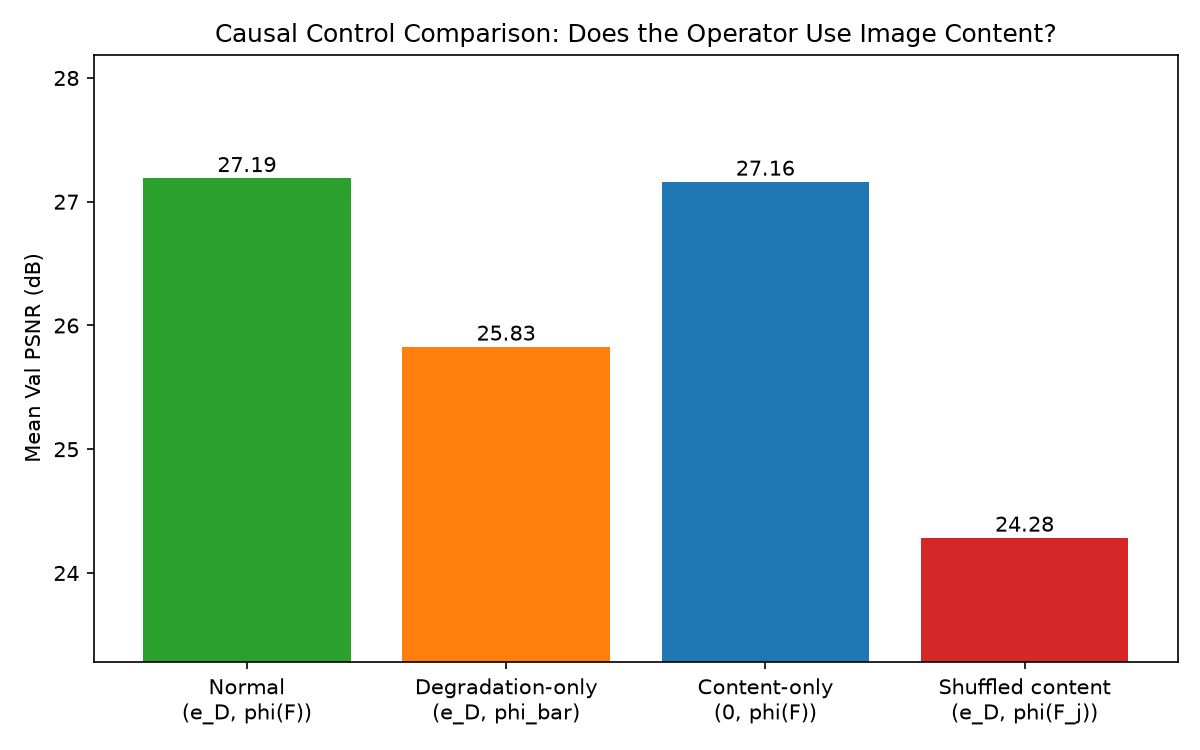 Causal Control Comparison: Does the Operator Use Image Content?
Mean Val PSNR (dB)
28
27
26
25
24
27.19
25.83
27.16
24.28
Normal
(e_D, phi(F))
Degradation-only
(e_D, phi_bar)
Content-only
(0, phi(F))
Shuffled content
(e_D, phi(F_j))